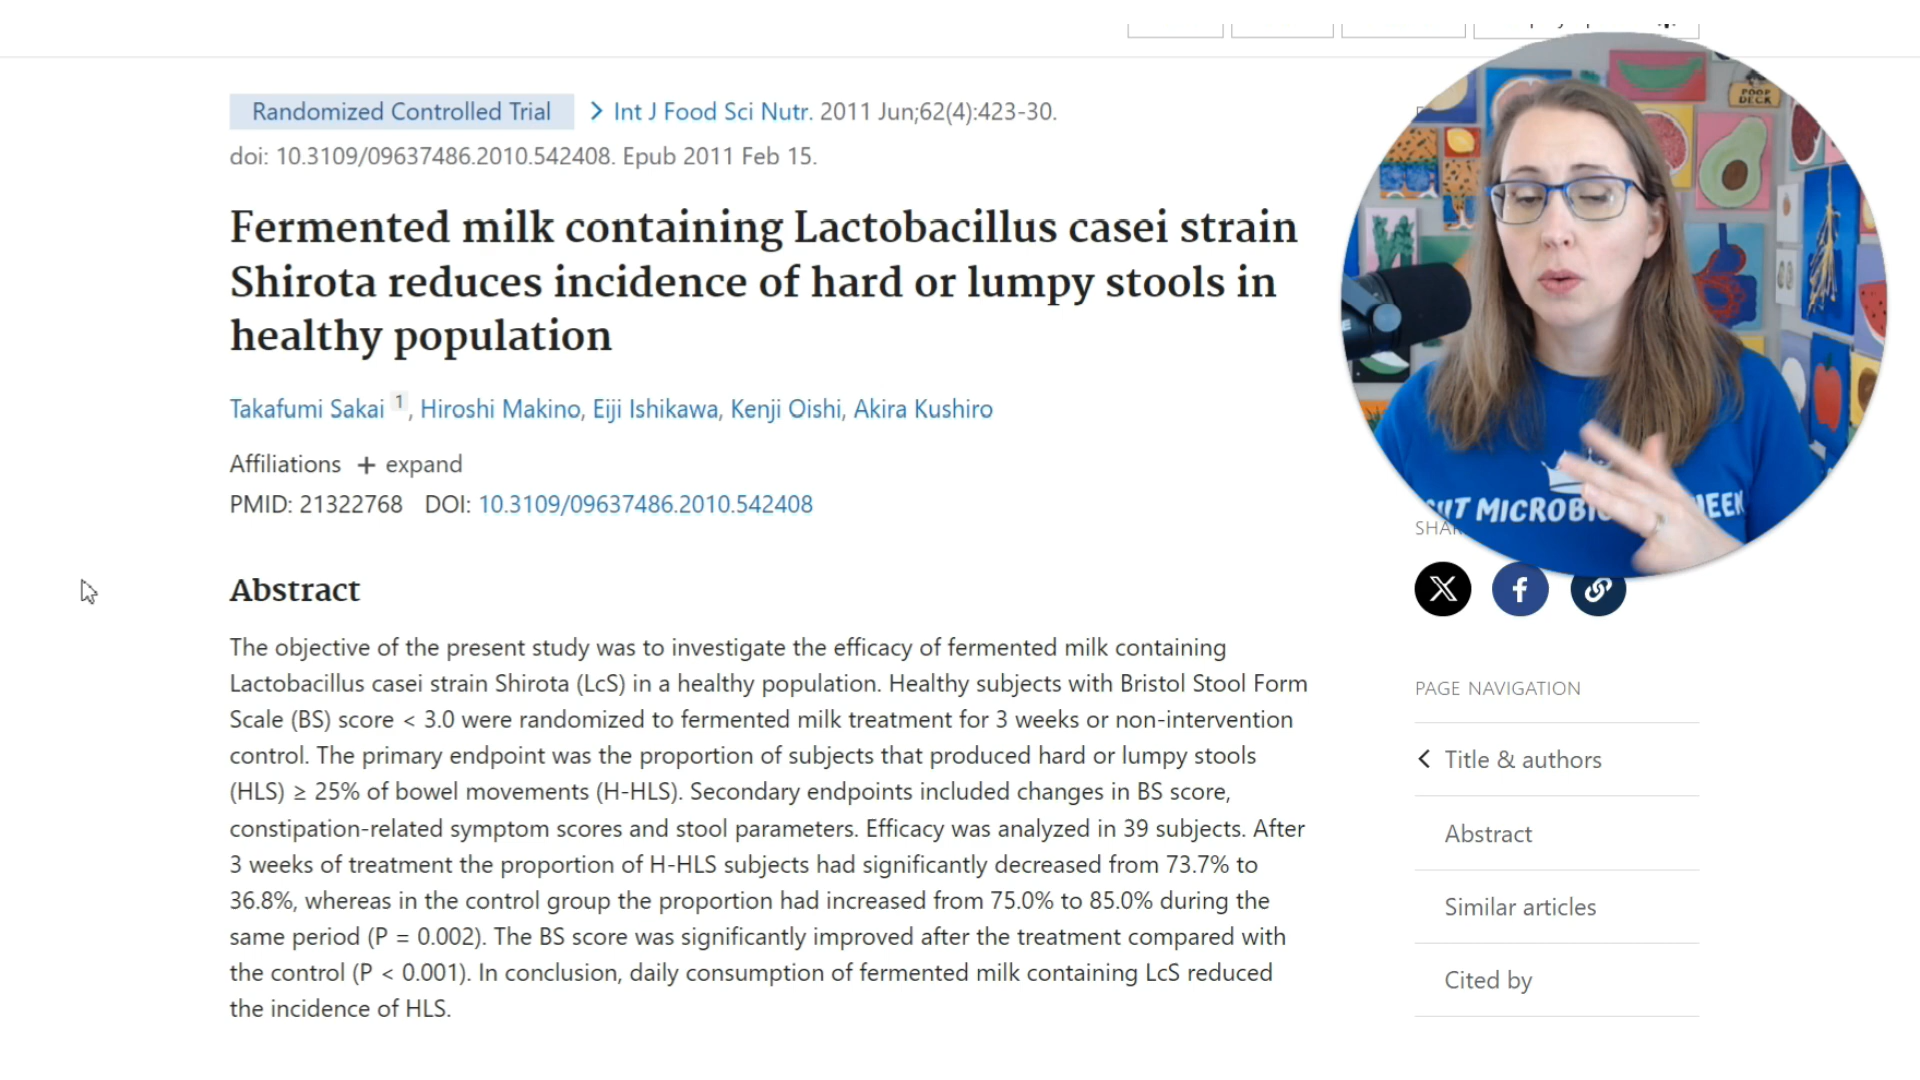 Randomized Controlled Trial > Int J Food Sci Nutr. 2011 Jun;62(4):423-30.
doi: 10.3109/09637486.2010.542408. Epub 2011 Feb 15.
Fermented milk containing Lactobacillus casei strain
Shirota reduces incidence of hard or lumpy stools in
healthy population
Takafumi Sakai 1, Hiroshi Makino, Eiji Ishikawa, Kenji Oishi, Akira Kushiro
Affiliations + expand
PMID: 21322768 DOI: 10.3109/09637486.2010.542408
Abstract
The objective of the present study was to investigate the efficacy of fermented milk containing
Lactobacillus casei strain Shirota (LcS) in a healthy population. Healthy subjects with Bristol Stool Form
Scale (BS) score < 3.0 were randomized to fermented milk treatment for 3 weeks or non-intervention
control. The primary endpoint was the proportion of subjects that produced hard or lumpy stools
(HLS) ≥ 25% of bowel movements (H-HLS). Secondary endpoints included changes in BS score,
constipation-related symptom scores and stool parameters. Efficacy was analyzed in 39 subjects. After
3 weeks of treatment the proportion of H-HLS subjects had significantly decreased from 73.7% to
36.8%, whereas in the control group the proportion had increased from 75.0% to 85.0% during the
same period (P = 0.002). The BS score was significantly improved after the treatment compared with
the control (P < 0.001). In conclusion, daily consumption of fermented milk containing LcS reduced
the incidence of HLS.
POOP
DECK
PAGE NAVIGATION
Title & authors
Abstract
Similar articles
Cited by